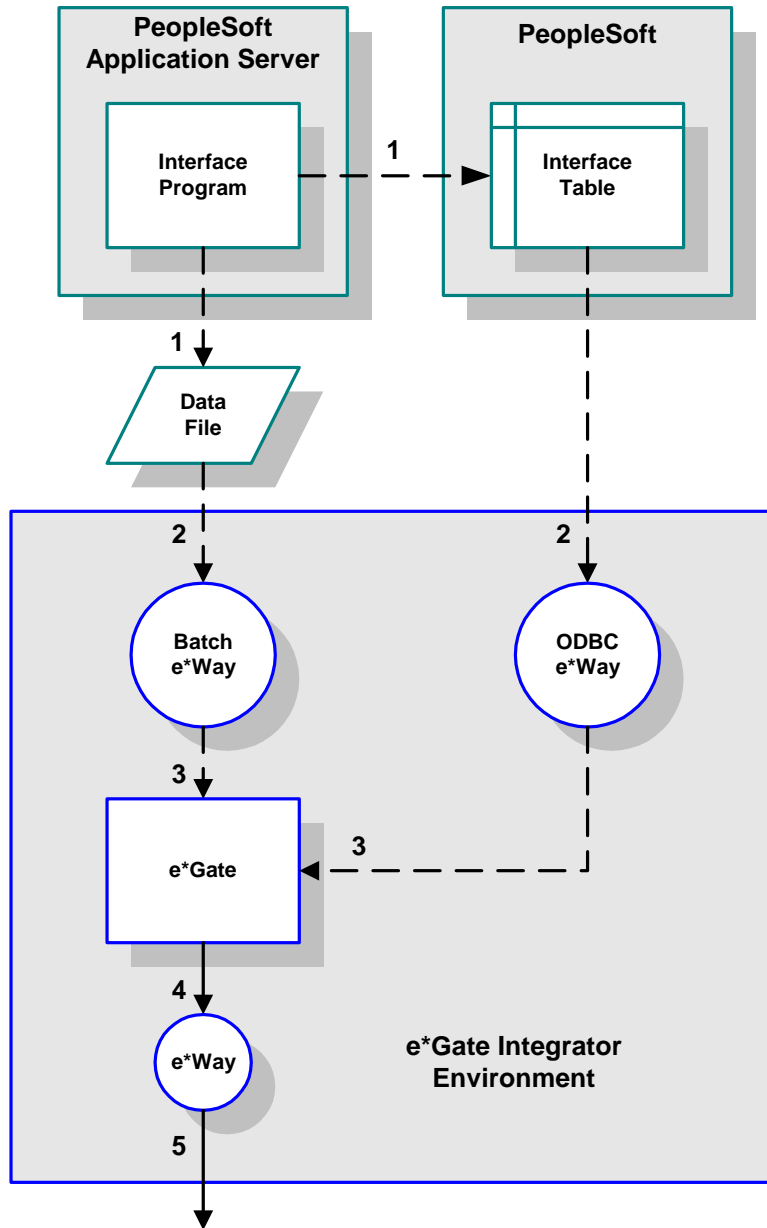 PeopleSoft
Application Server
PeopleSoft
Interface
Program
1
Interface
Table
1
Data
File
2
2
Batch
e*Way
ODBC
e*Way
3
3
e*Gate
4
e*Way
e*Gate Integrator
Environment
5